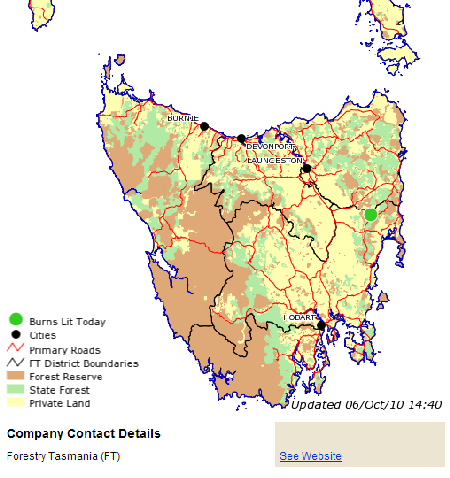 BURNIE
DEVONPORT
LAUNCESTON
HOBART
Burns Lit Today
Cities
Primary Roads
FT District Boundaries
Forest Reserve
State Forest
Private Land
Updated 06/Oct/10 14:40
Company Contact Details
Forestry Tasmania (FT)
See Website